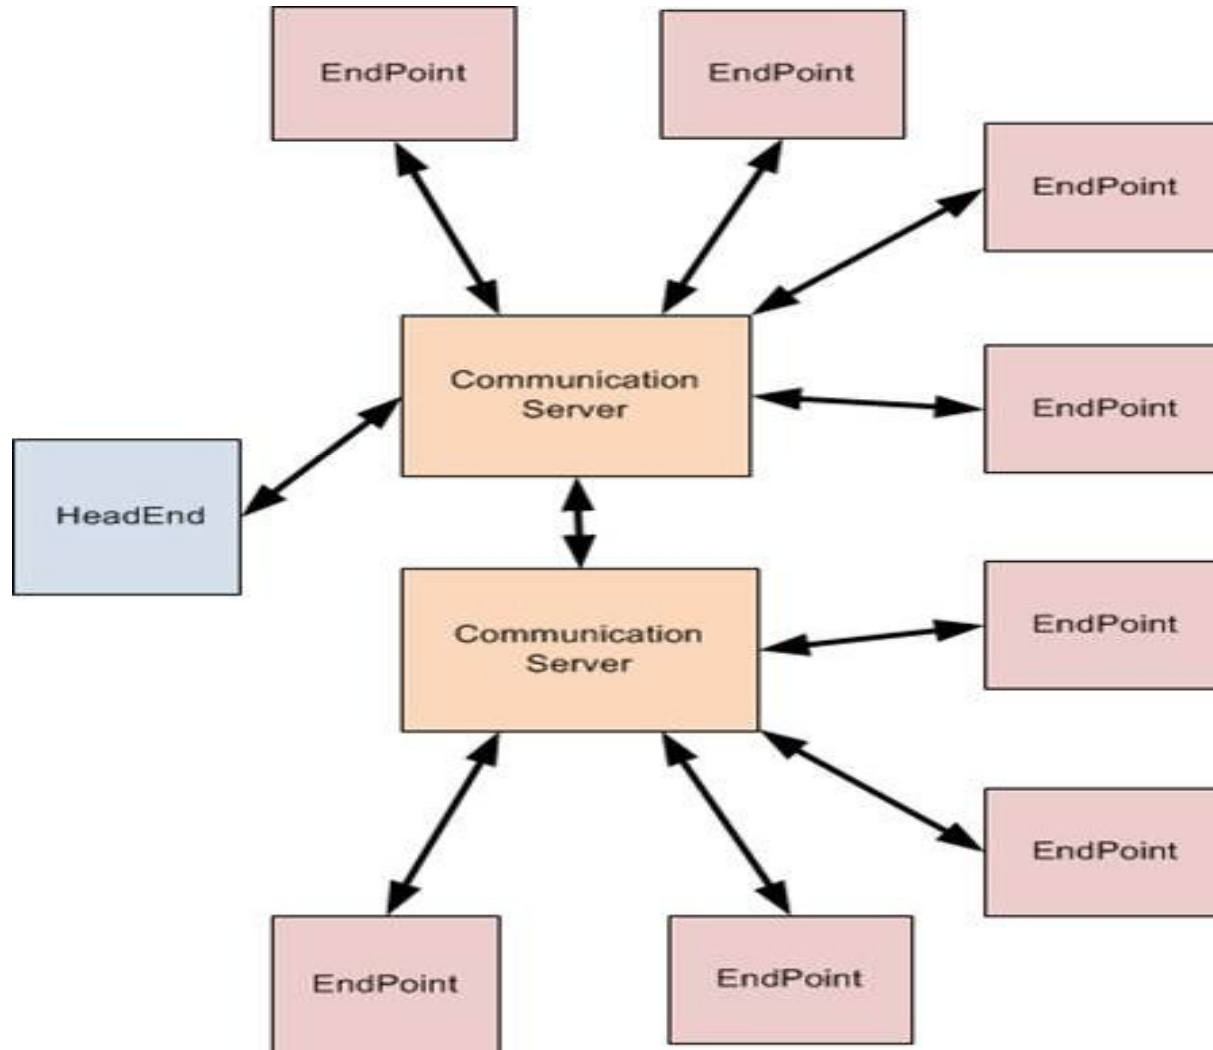 EndPoint
EndPoint
EndPoint
Communication
Server
EndPoint
HeadEnd
Communication
Server
EndPoint
EndPoint
EndPoint
EndPoint